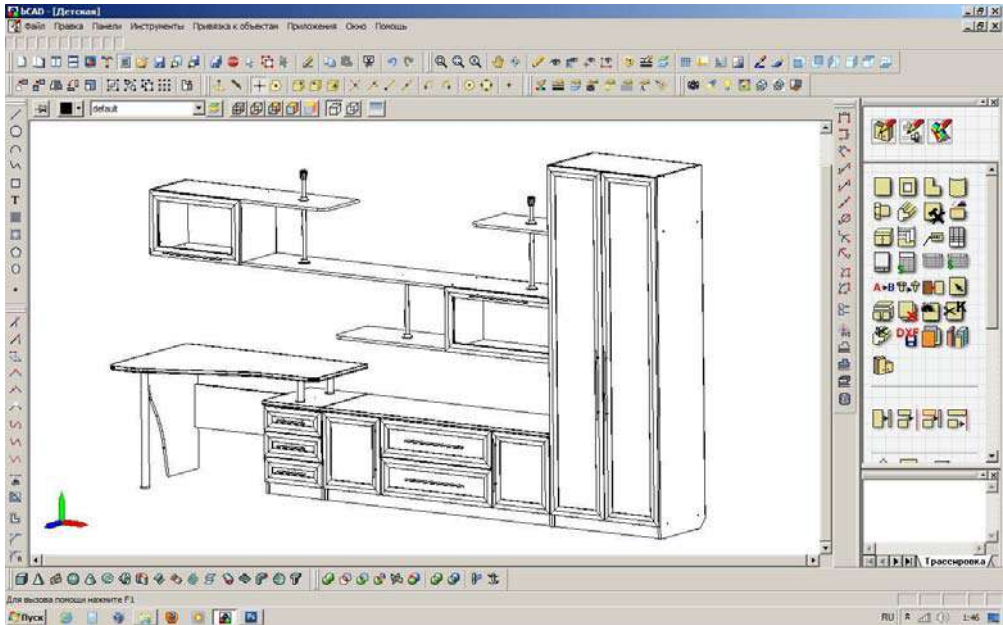 bCAD - [Детская]
Файл Правка Панели Инструменты Привязка к объектам Приложения Окно Помощь
default
T
A▸B
K
DXF
Трассировка
Для вызова помощи нажмите F1
Пуск
RU
1:46